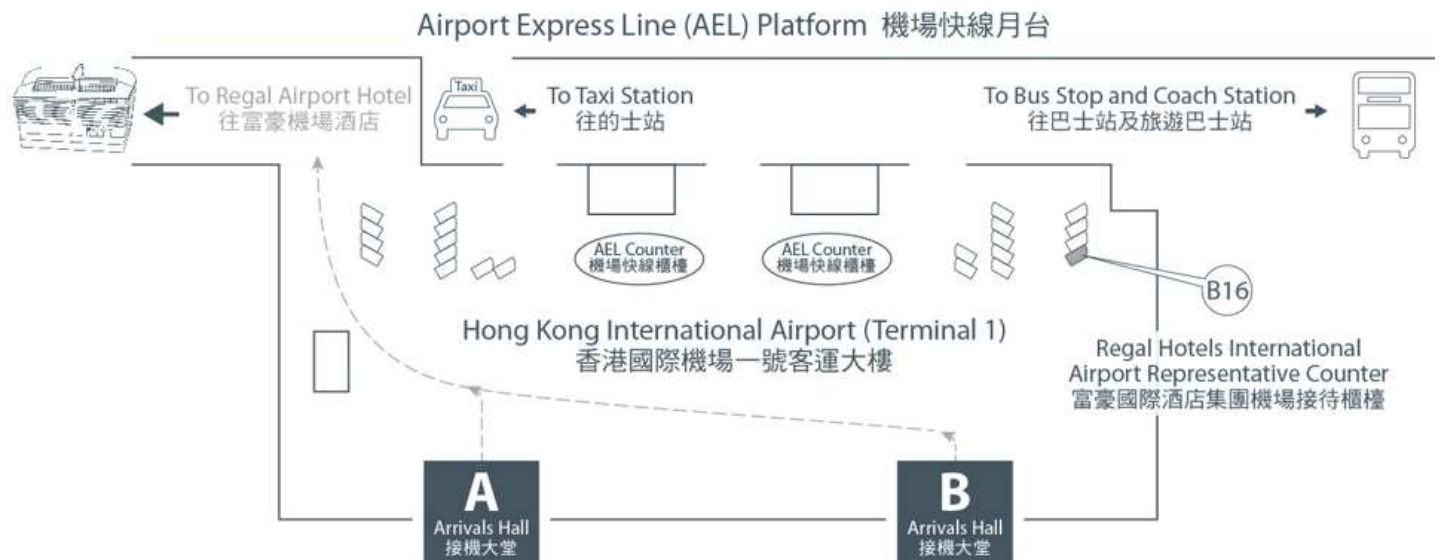 Airport Express Line (AEL) Platform 機場快線月台
To Regal Airport Hotel
往富豪機場酒店
Taxi
To Taxi Station
往的士站
To Bus Stop and Coach Station
往巴士站及旅遊巴士站
AEL Counter
機場快線櫃檯
AEL Counter
機場快線櫃檯
B16
Hong Kong International Airport (Terminal 1)
香港國際機場一號客運大樓
Regal Hotels International
Airport Representative Counter
富豪國際酒店集團機場接待櫃檯
A
Arrivals Hall
接機大堂
B
Arrivals Hall
接機大堂